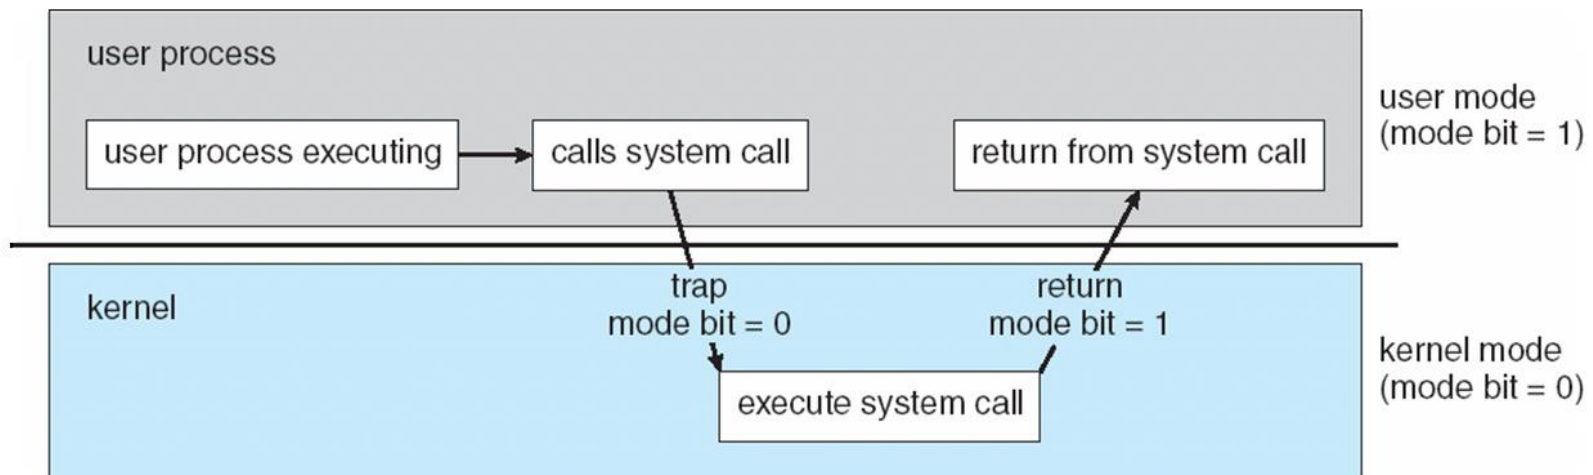 user process
user process executing
calls system call
return from system call
user mode
(mode bit = 1)
kernel
trap
mode bit = 0
return
mode bit = 1
execute system call
kernel mode
(mode bit = 0)